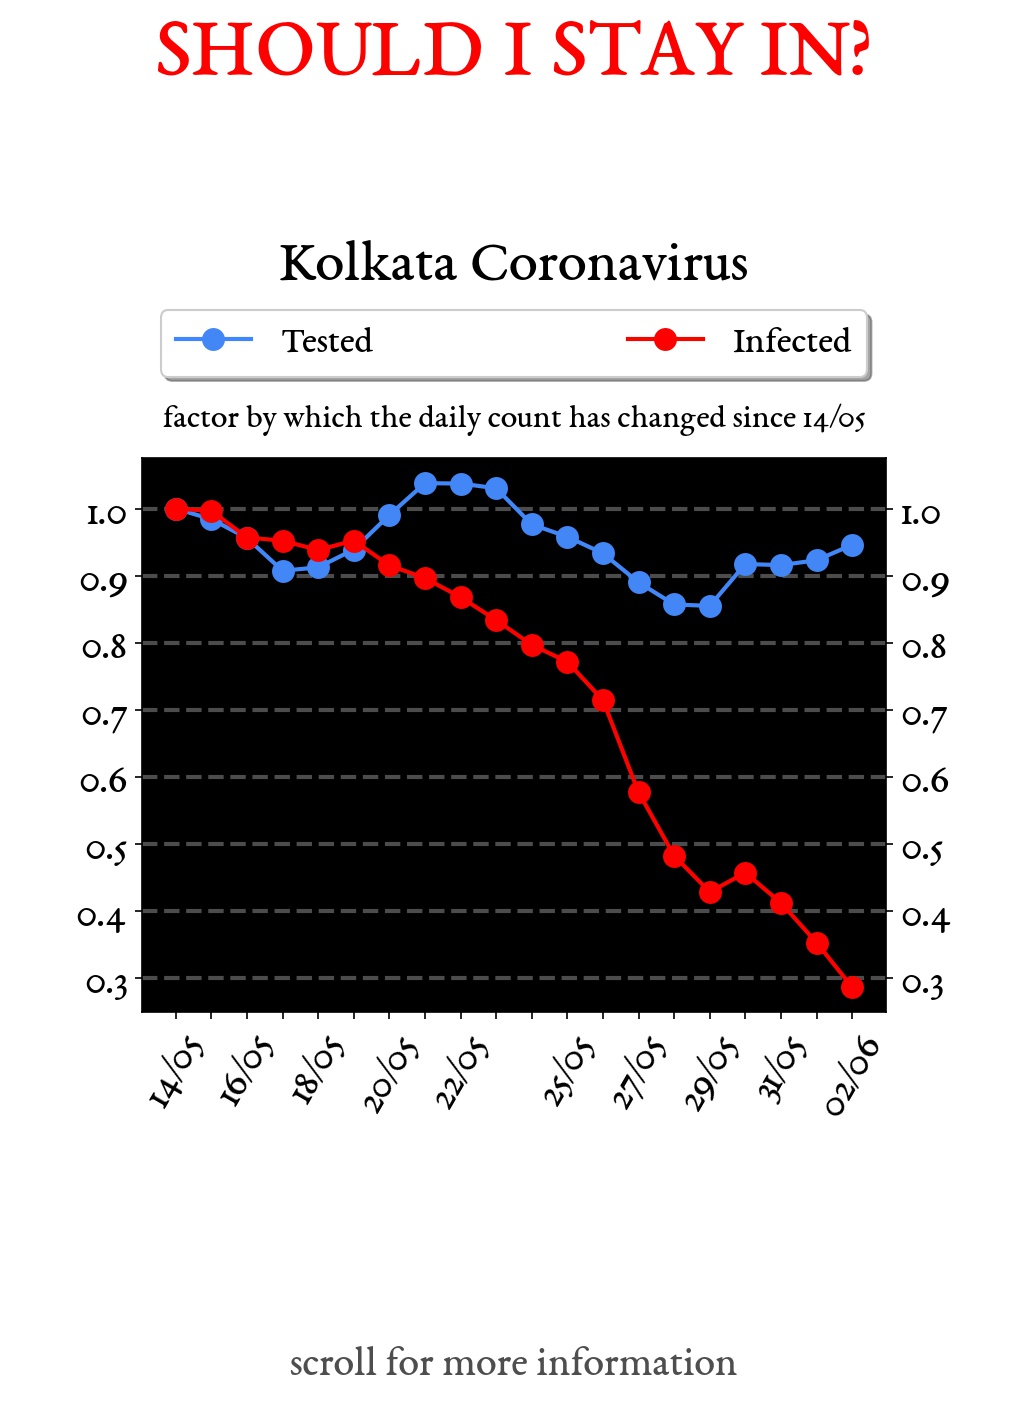 SHOULD I STAY IN?
Kolkata Coronavirus
Tested Infected
factor by which the daily count has changed since 14/05
1.0 1.0
0.9 0.9
0.8 0.8
0.7 0.7
0.6 0.6
0.5 0.5
0.4 0.4
0.3 0.3
14/05 16/05 18/05 20/05 22/05 25/05 27/05 29/05 31/05 02/06
scroll for more information